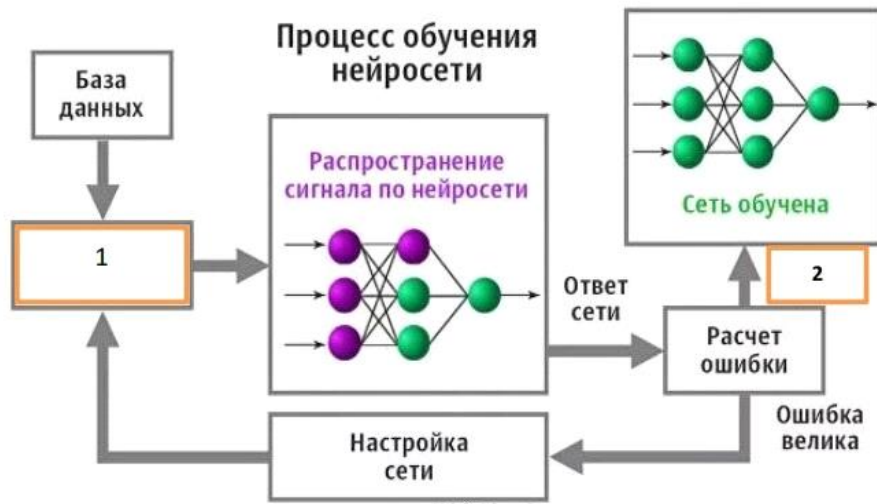 Процесс обучения
нейросети
База
данных
1
Распространение
сигнала по нейросети
Сеть обучена
2
Ответ
сети
Расчет
ошибки
Ошибка
велика
Настройка
сети